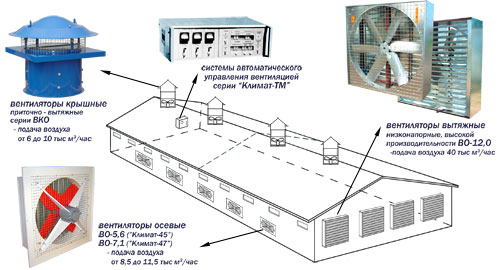 системы автоматического
управления вентиляцией
серии "Климат-ТМ"
вентиляторы крышные
приточно - вытяжные
серии ВКО
- подача воздуха
от 6 до 10 тыс м³/час
вентиляторы вытяжные
низконапорные, высокой
производительности ВО-12,0
-подача воздуха 40 тыс м³/час
вентиляторы осевые
ВО-5,6 ("Климат-45")
ВО-7,1 ("Климат-47")
- подача воздуха
от 8,5 до 11,5 тыс м³/час